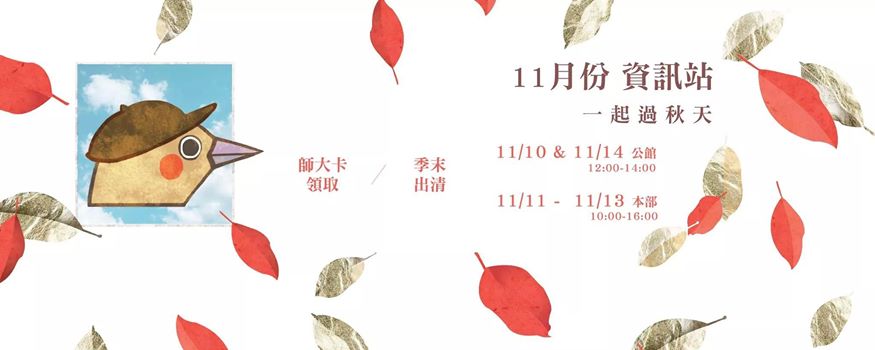 11月份 資訊站
一起過秋天
師大卡
領取
/
季末
出清
11/10 & 11/14 公館
12:00-14:00
11/11 - 11/13 本部
10:00-16:00